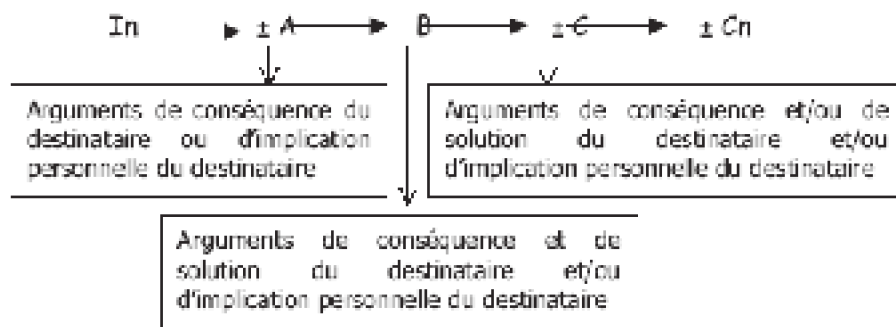 In ± A B ± C ± Cn
Arguments de conséquence du
destinataire ou d'implication
personnelle du destinataire
Arguments de conséquence et/ou de
solution du destinataire et/ou
d'implication personnelle du destinataire
Arguments de conséquence et de
solution du destinataire et/ou
d'implication personnelle du destinataire